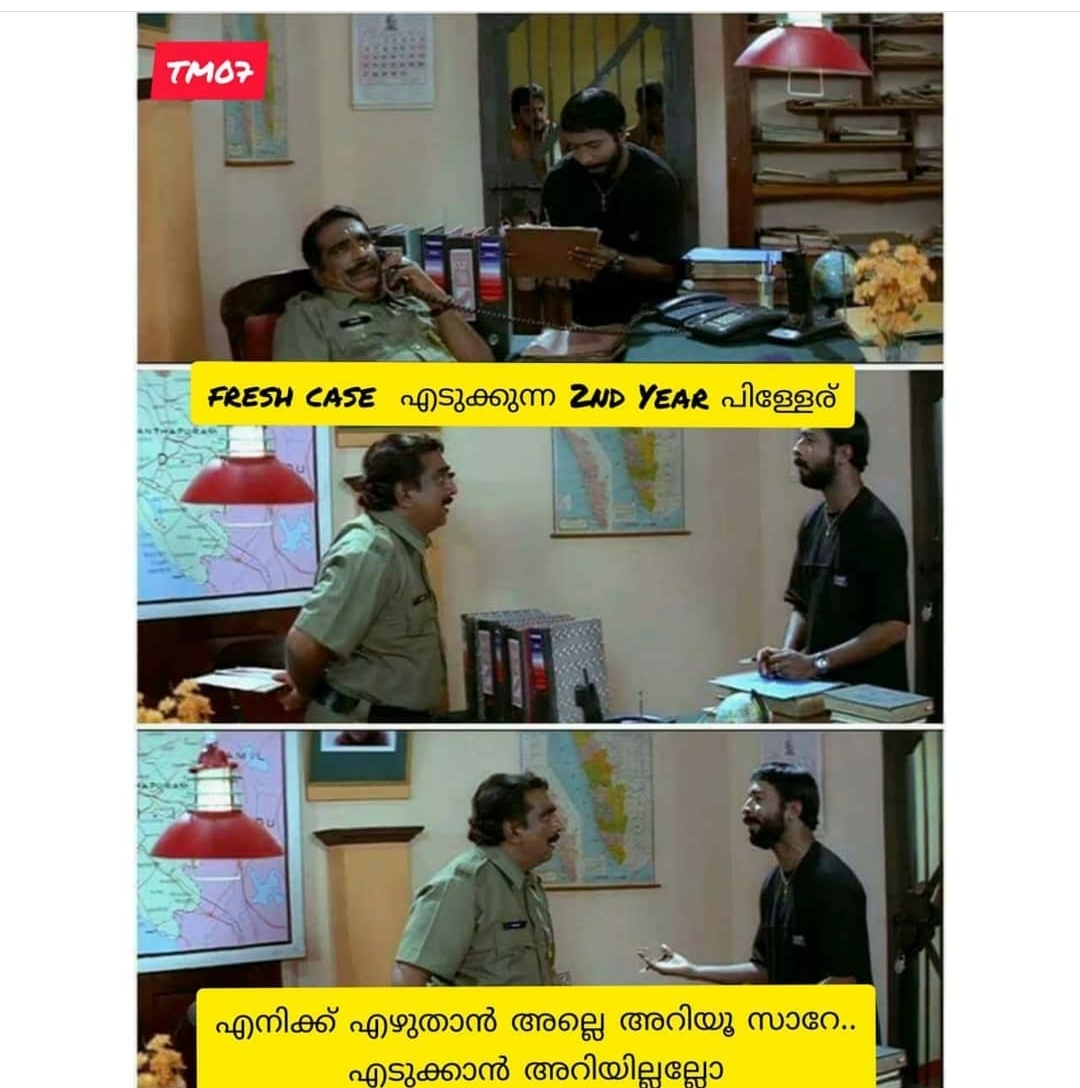 TM07
FRESH CASE എടുക്കുന്ന 2ND YEAR പിള്ളേര്
എനിക്ക് എഴുതാൻ അല്ലെ അറിയൂ സാറേ..
എടുക്കാൻ അറിയില്ലല്ലോ